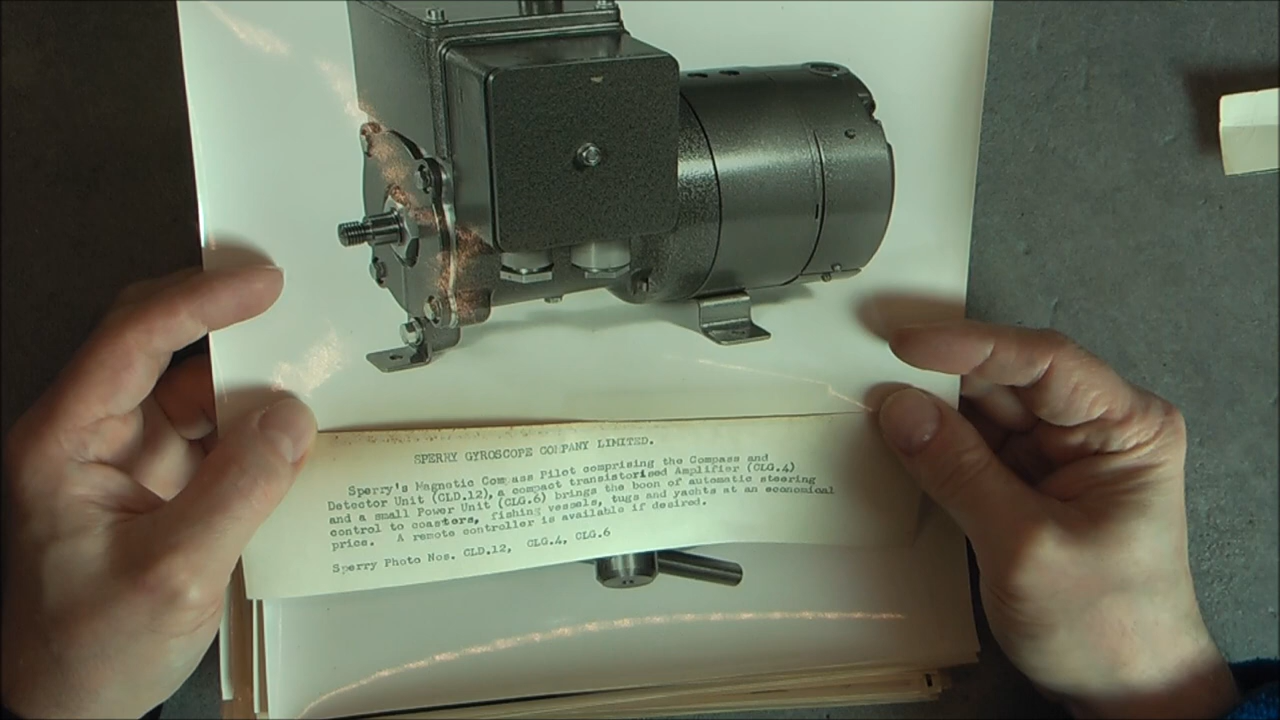 SPERRY GYROSCOPE COMPANY LIMITED.
Sperry's Magnetic Compass Pilot comprising the Compass and
Detector Unit (CLD.12), a compact transistorised Amplifier (CLG.4)
and a small Power Unit (CLG.6) brings the boon of automatic steering
control to coasters, fishing vessels, tugs and yachts at an economical
price. A remote controller is available if desired.
Sperry Photo Nos. CLD.12, CLG.4, CLG.6